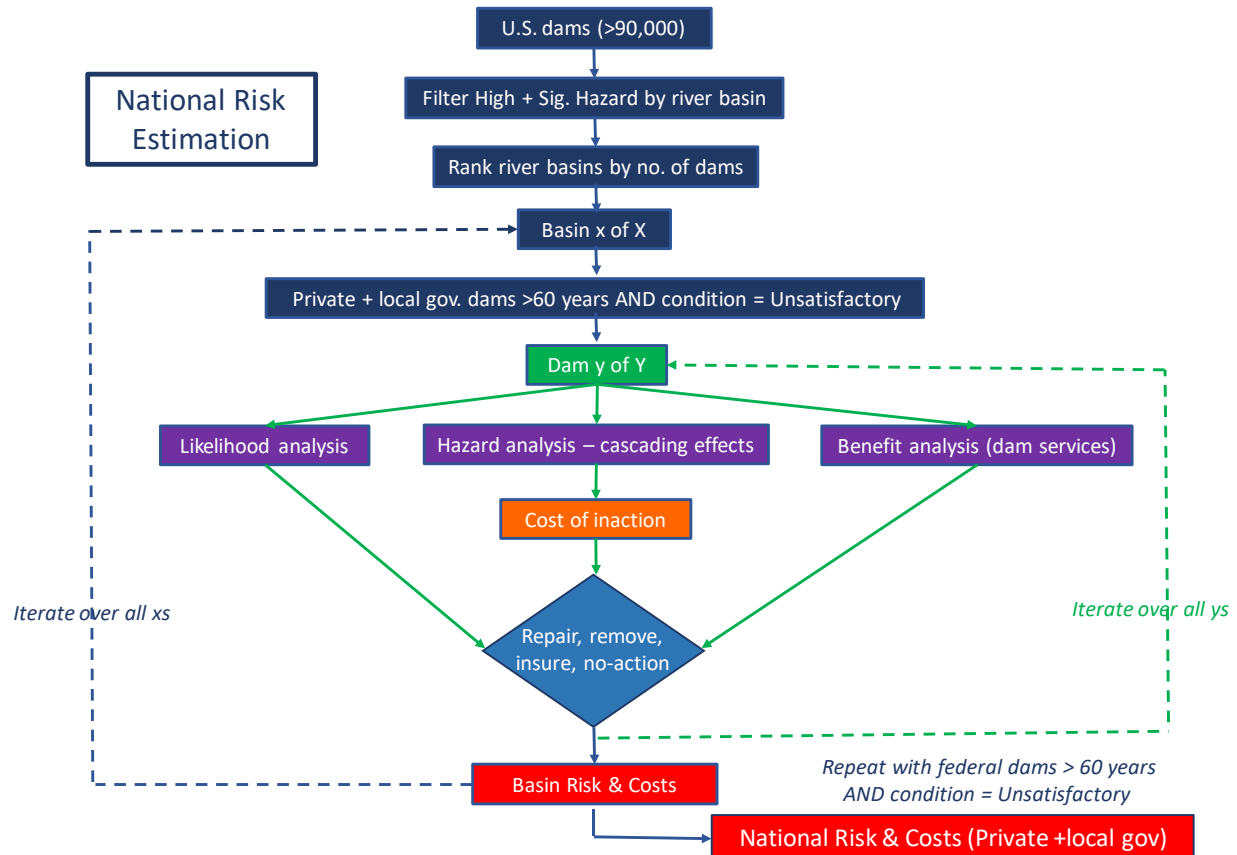 U.S. dams (>90,000)
National Risk
Estimation
Filter High + Sig. Hazard by river basin
Rank river basins by no. of dams
Basin x of X
Private + local gov. dams >60 years AND condition = Unsatisfactory
Dam y of Y
Likelihood analysis
Hazard analysis – cascading effects
Benefit analysis (dam services)
Cost of inaction
Iterate over all xs
Iterate over all ys
Repair, remove,
insure, no-action
Basin Risk & Costs
Repeat with federal dams > 60 years
AND condition = Unsatisfactory
National Risk & Costs (Private +local gov)